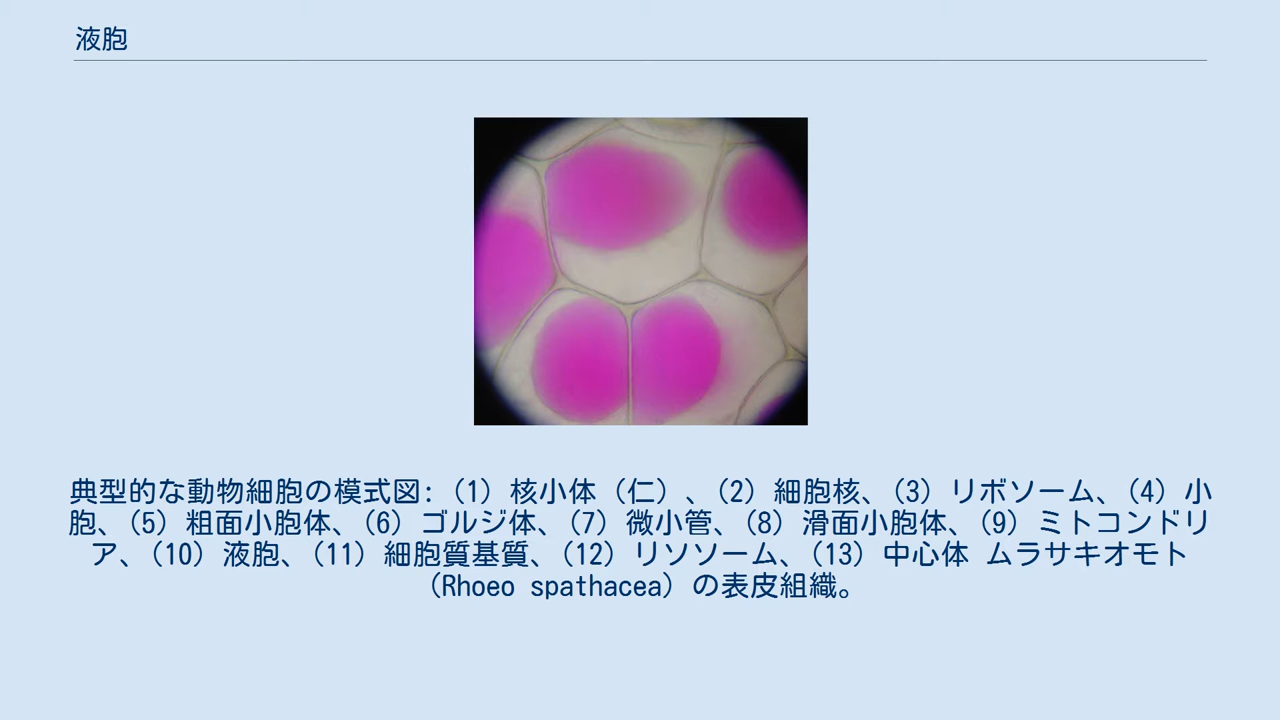 液胞
典型的な動物細胞の模式図:（1）核小体（仁）、（2）細胞核、（3）リボソーム、（4）小
胞、（5）粗面小胞体、（6）ゴルジ体、（7）微小管、（8）滑面小胞体、（9）ミトコンドリ
ア、（10）液胞、（11）細胞質基質、（12）リソソーム、（13）中心体 ムラサキオモト
（Rhoeo spathacea）の表皮組織。